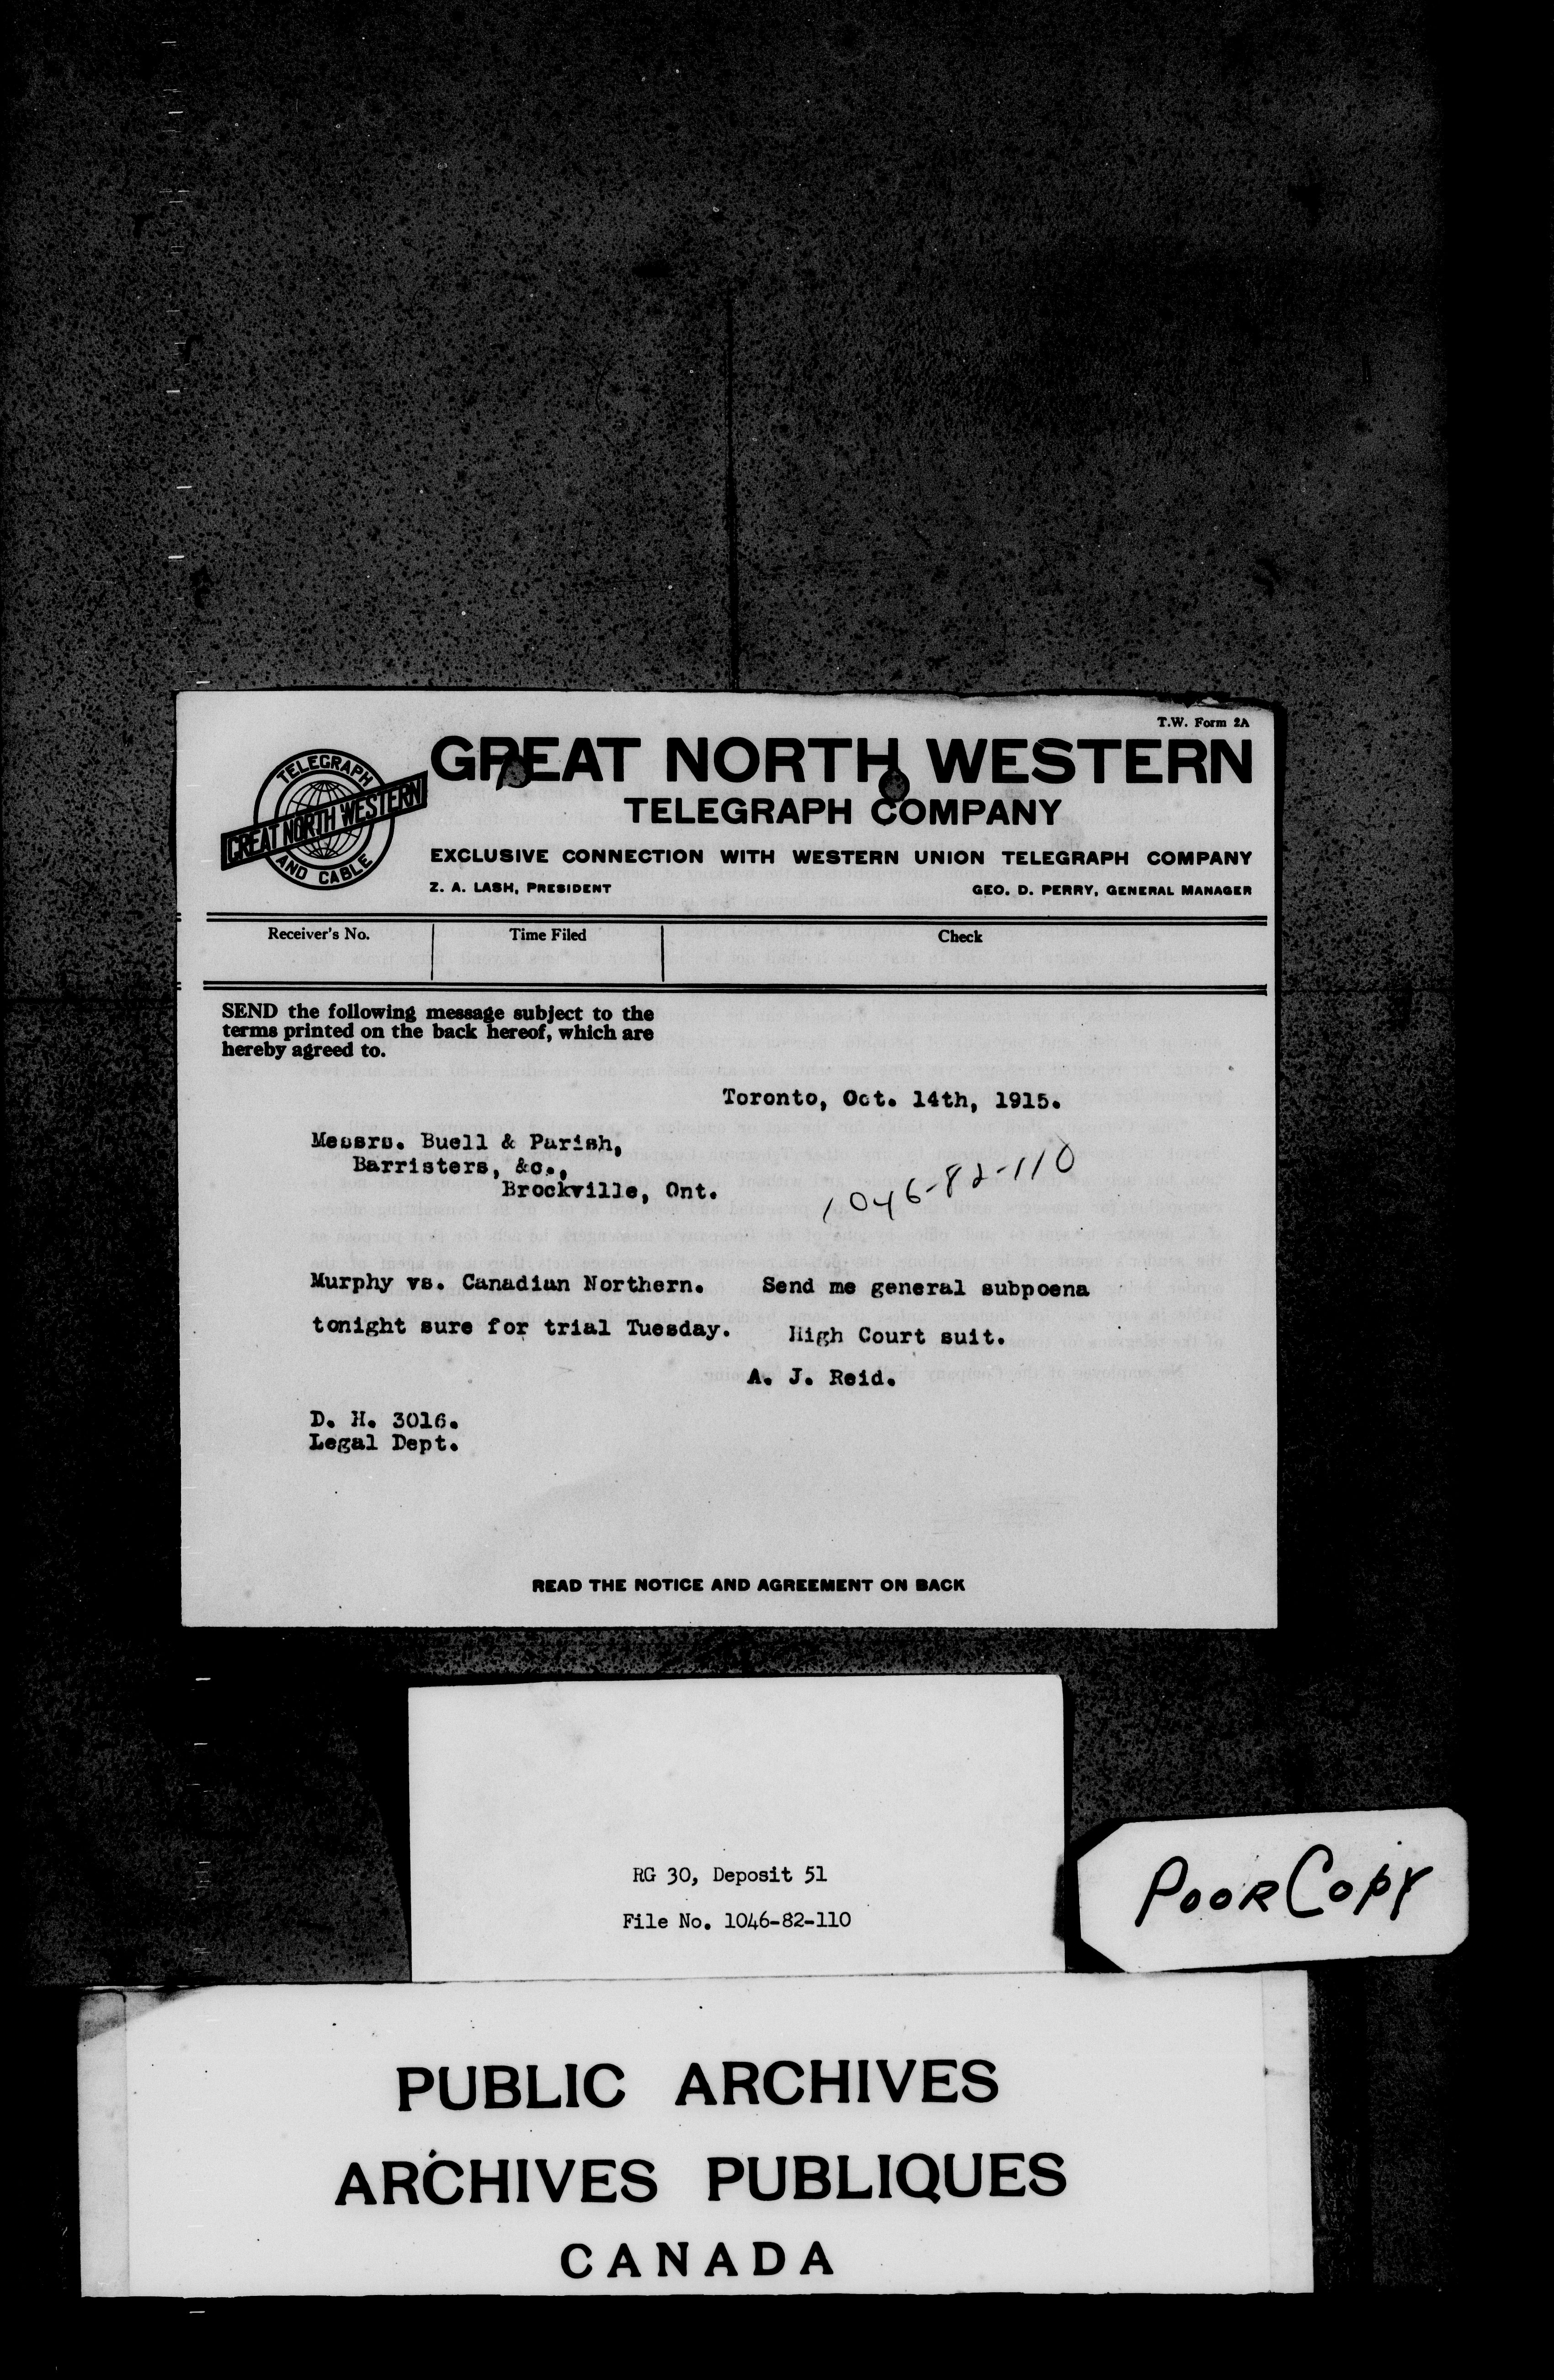 T.W. Form 2A
TELEGRAPH
GREAT NORTH WESTERN
AND CABLE
GREAT NORTH WESTERN
TELEGRAPH COMPANY
EXCLUSIVE CONNECTION WITH WESTERN UNION TELEGRAPH COMPANY
Z. A. LASH, PRESIDENT GEO. D. PERRY, GENERAL MANAGER
Receiver's No. Time Filed Check
SEND the following message subject to the
terms printed on the back hereof, which are
hereby agreed to.
Toronto, Oct. 14th, 1915.
Messrs. Buell & Parish,
Barristers, &c.,
Brockville, Ont.
1046-82-110
Murphy vs. Canadian Northern. Send me general subpoena
tonight sure for trial Tuesday. High Court suit.
A. J. Reid.
D. H. 3016.
Legal Dept.
READ THE NOTICE AND AGREEMENT ON BACK
RG 30, Deposit 51
File No. 1046-82-110
POOR COPY
PUBLIC ARCHIVES
ARCHIVES PUBLIQUES
CANADA